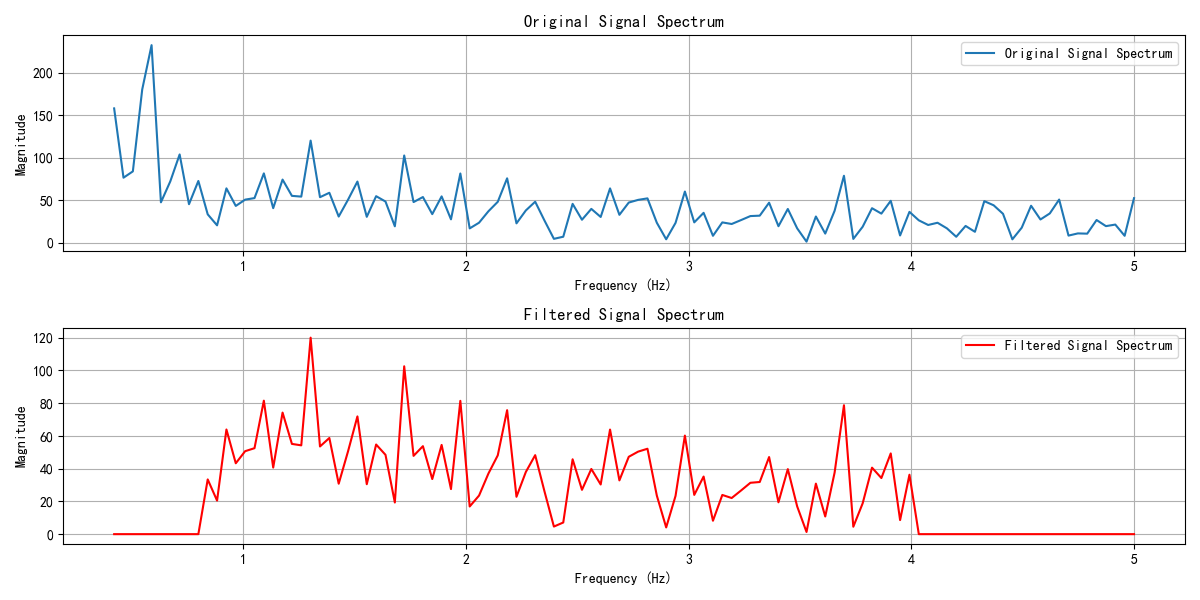 Original Signal Spectrum
Original Signal Spectrum
200
150
100
50
0
Magnitude
1 2 3 4 5
Frequency (Hz)
Filtered Signal Spectrum
Filtered Signal Spectrum
120
100
80
60
40
20
0
Magnitude
1 2 3 4 5
Frequency (Hz)